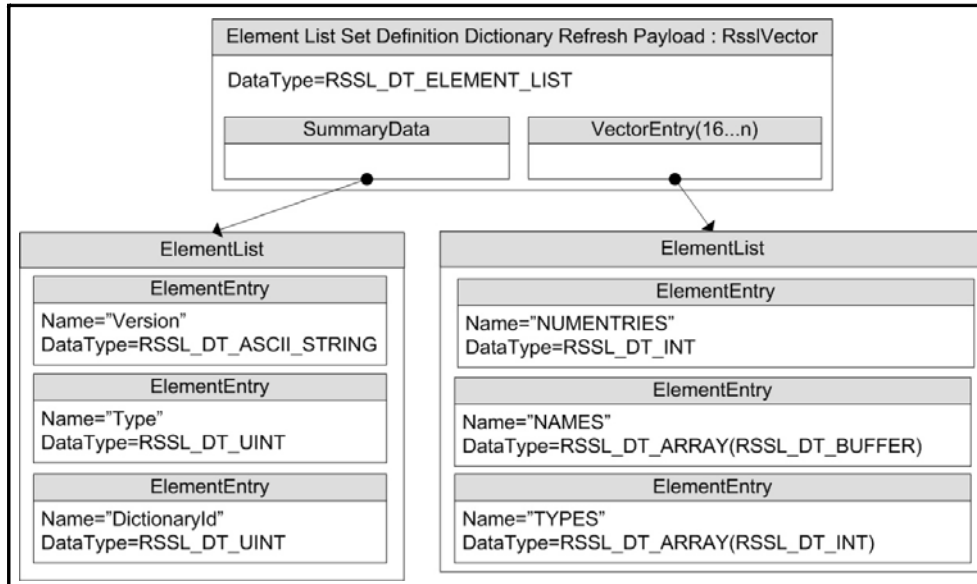 Element List Set Definition Dictionary Refresh Payload : RsslVector
DataType=RSSL_DT_ELEMENT_LIST
SummaryData
VectorEntry(16...n)
ElementList
ElementEntry
Name=”Version”
DataType=RSSL_DT_ASCII_STRING
ElementEntry
Name=”Type”
DataType=RSSL_DT_UINT
ElementEntry
Name=”DictionaryId”
DataType=RSSL_DT_UINT
ElementList
ElementEntry
Name=”NUMENTRIES”
DataType=RSSL_DT_INT
ElementEntry
Name=”NAMES”
DataType=RSSL_DT_ARRAY(RSSL_DT_BUFFER)
ElementEntry
Name=”TYPES”
DataType=RSSL_DT_ARRAY(RSSL_DT_INT)